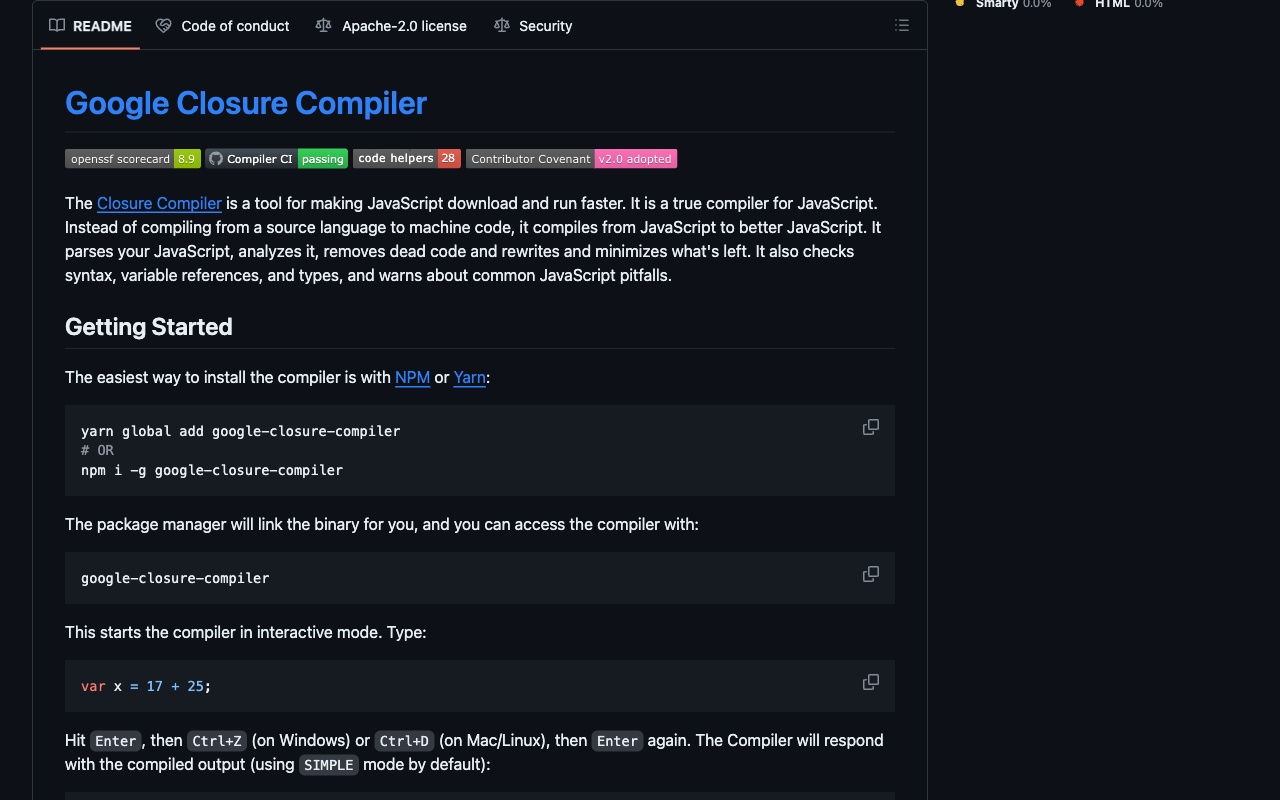 README Code of conduct Apache-2.0 license Security
Smarty 0.0% HTML 0.0%
Google Closure Compiler
openssf scorecard 8.9 Compiler CI passing code helpers 28 Contributor Covenant v2.0 adopted
The Closure Compiler is a tool for making JavaScript download and run faster. It is a true compiler for JavaScript.
Instead of compiling from a source language to machine code, it compiles from JavaScript to better JavaScript. It
parses your JavaScript, analyzes it, removes dead code and rewrites and minimizes what's left. It also checks
syntax, variable references, and types, and warns about common JavaScript pitfalls.
Getting Started
The easiest way to install the compiler is with NPM or Yarn:
yarn global add google-closure-compiler
# OR
npm i -g google-closure-compiler
The package manager will link the binary for you, and you can access the compiler with:
google-closure-compiler
This starts the compiler in interactive mode. Type:
var x = 17 + 25;
Hit Enter, then Ctrl+Z (on Windows) or Ctrl+D (on Mac/Linux), then Enter again. The Compiler will respond
with the compiled output (using SIMPLE mode by default):